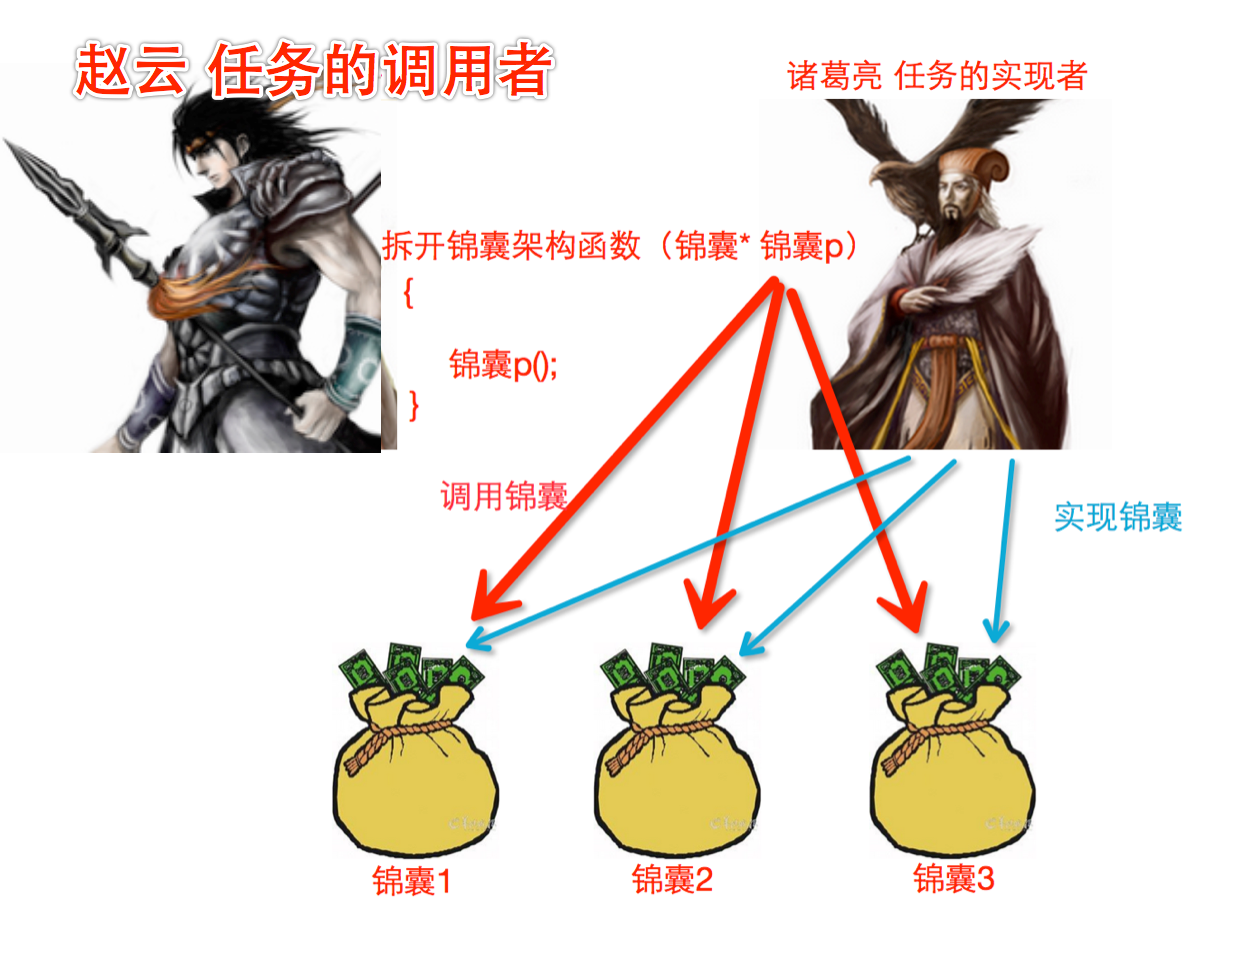 赵云 任务的调用者
诸葛亮 任务的实现者
拆开锦囊架构函数（锦囊* 锦囊p）
{
锦囊p();
}
调用锦囊
实现锦囊
锦囊1
锦囊2
锦囊3